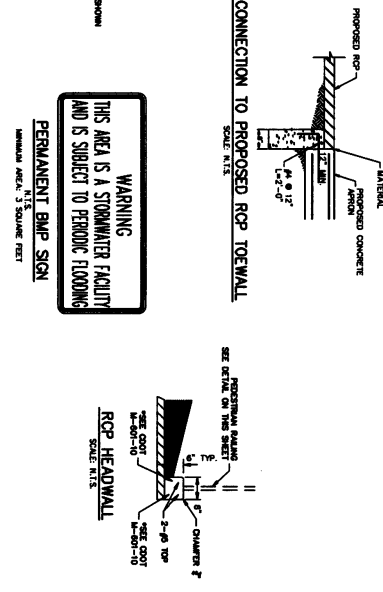 PROPOSED RCP
MATERIAL
PROPOSED CONCRETE
APRON
12" MIN.
#4 @ 12"
L=2'-0"
CONNECTION TO PROPOSED RCP TOEWALL
SCALE: N.T.S.
SHOWN
WARNING
THIS AREA IS A STORMWATER FACILITY
AND IS SUBJECT TO PERIODIC FLOODING
PERMANENT BMP SIGN
N.T.S.
MINIMUM AREA: 3 SQUARE FEET
PEDESTRIAN RAILING
SEE DETAIL ON THIS SHEET
6" TYP.
8"
CHAMFER
2-#5 TOP
*SEE CDOT
M-601-10
*SEE CDOT
M-601-10
RCP HEADWALL
SCALE: N.T.S.